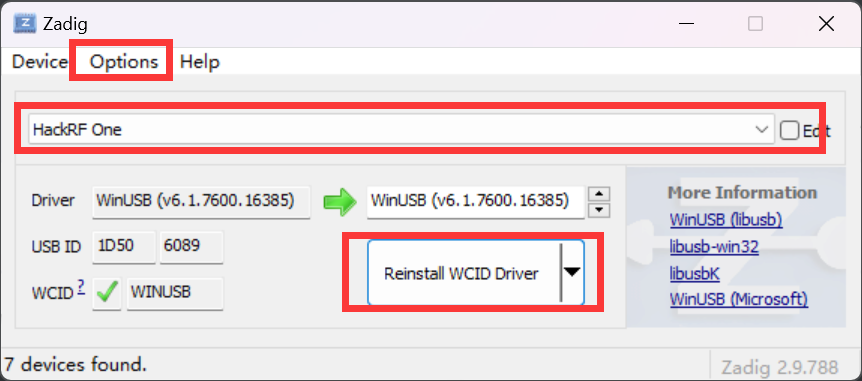 Zadig
Device Options Help
HackRF One
Edit
Driver WinUSB (v6.1.7600.16385) WinUSB (v6.1.7600.16385)
USB ID 1D50 6089
WCID ? WINUSB
Reinstall WCID Driver
More Information
WinUSB (libusb)
libusb-win32
libusbK
WinUSB (Microsoft)
7 devices found.
Zadig 2.9.788